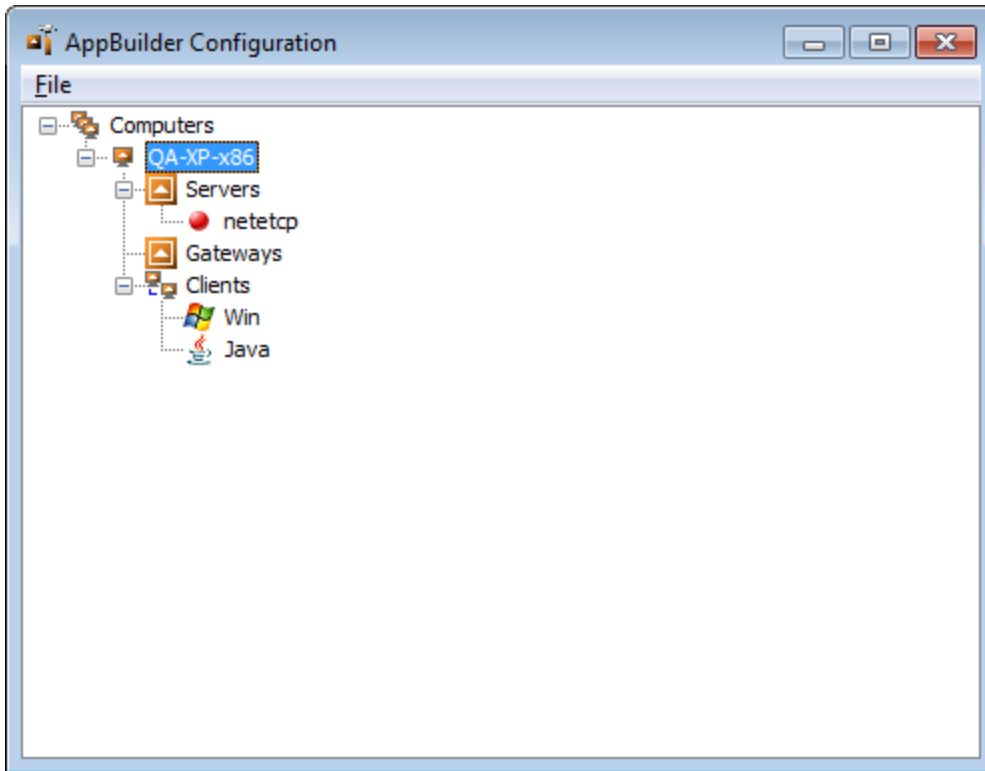 AppBuilder Configuration
File
Computers
QA-XP-x86
Servers
netetcp
Gateways
Clients
Win
Java